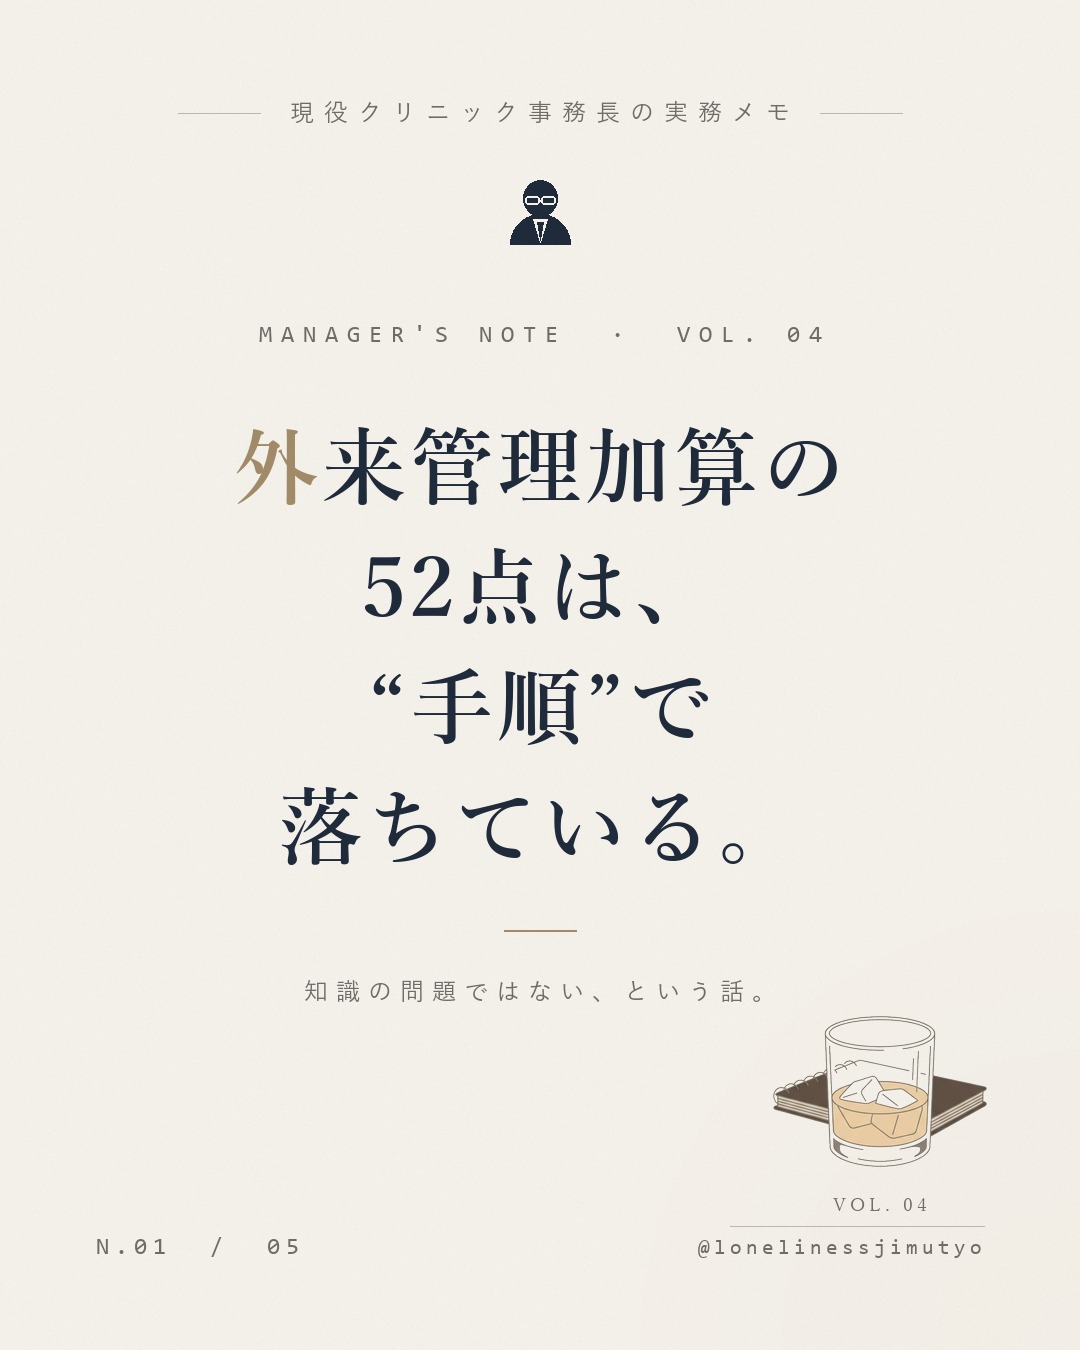 現役クリニック事務長の実務メモ
MANAGER'S NOTE · VOL. 04
外来管理加算の
52点は、
“手順”で
落ちている。
知識の問題ではない、という話。
VOL. 04
N.01 / 05
@lonelinessjimutyo